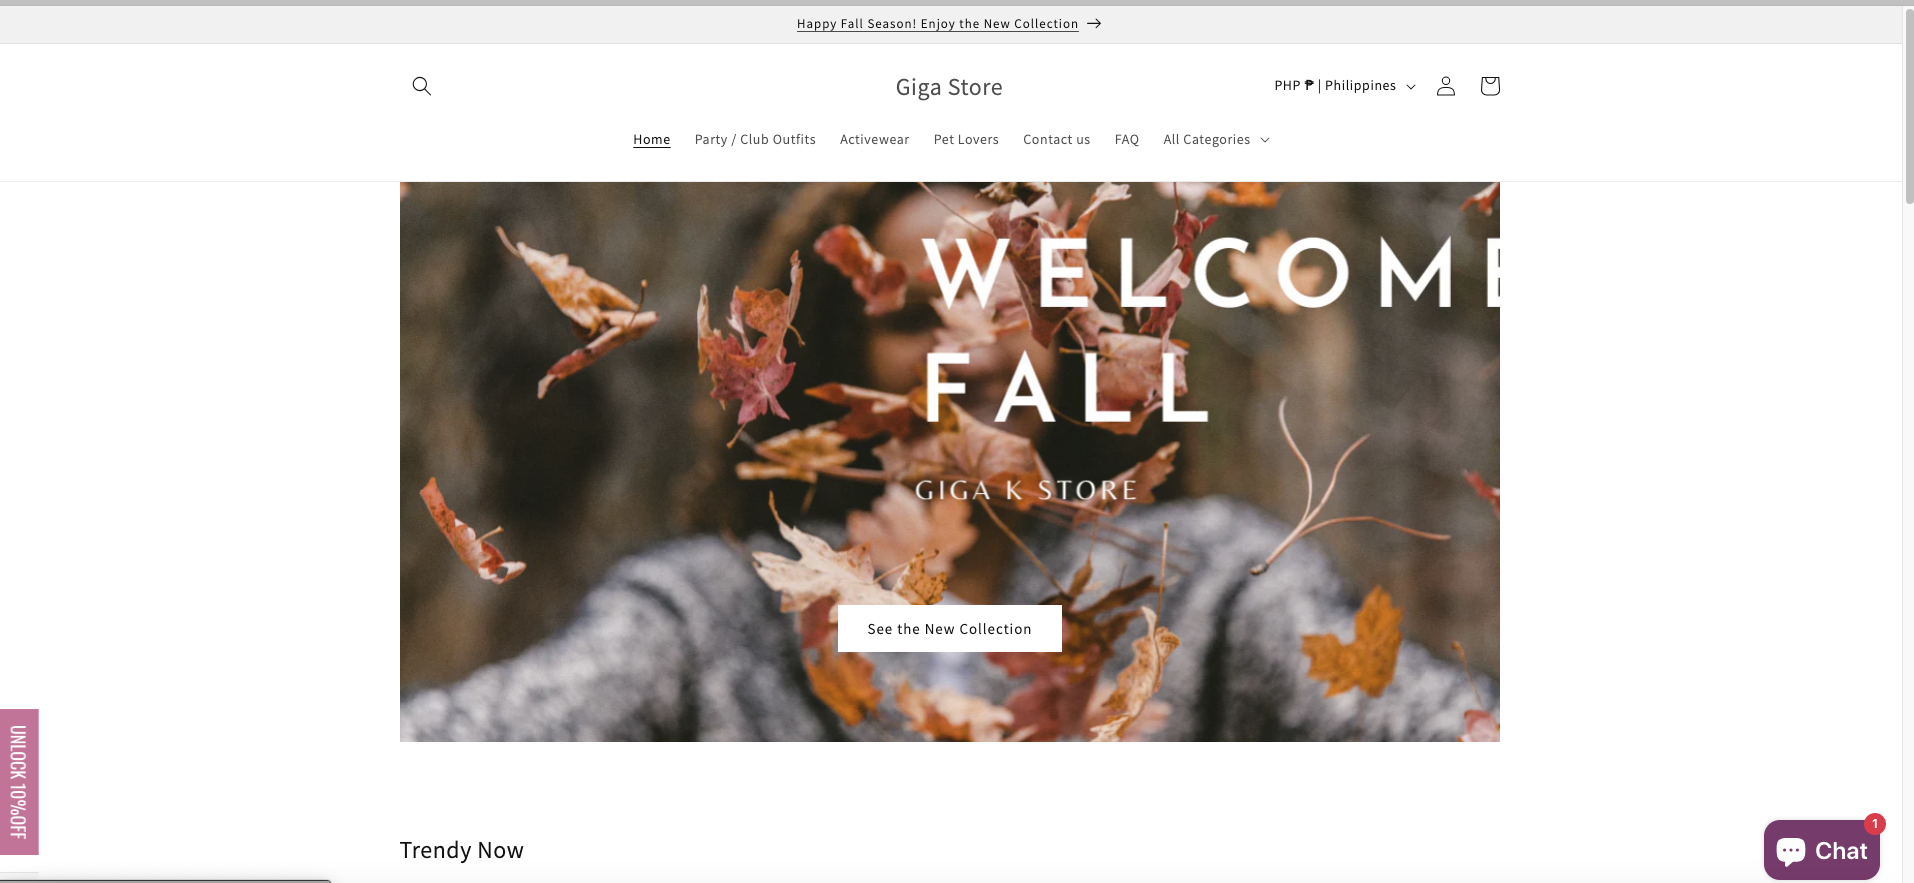 Happy Fall Season! Enjoy the New Collection
Giga Store
PHP ₱ | Philippines
Home Party / Club Outfits Activewear Pet Lovers Contact us FAQ All Categories
WELCOME
FALL
GIGA K STORE
See the New Collection
UNLOCK 10%OFF
Trendy Now
1
Chat